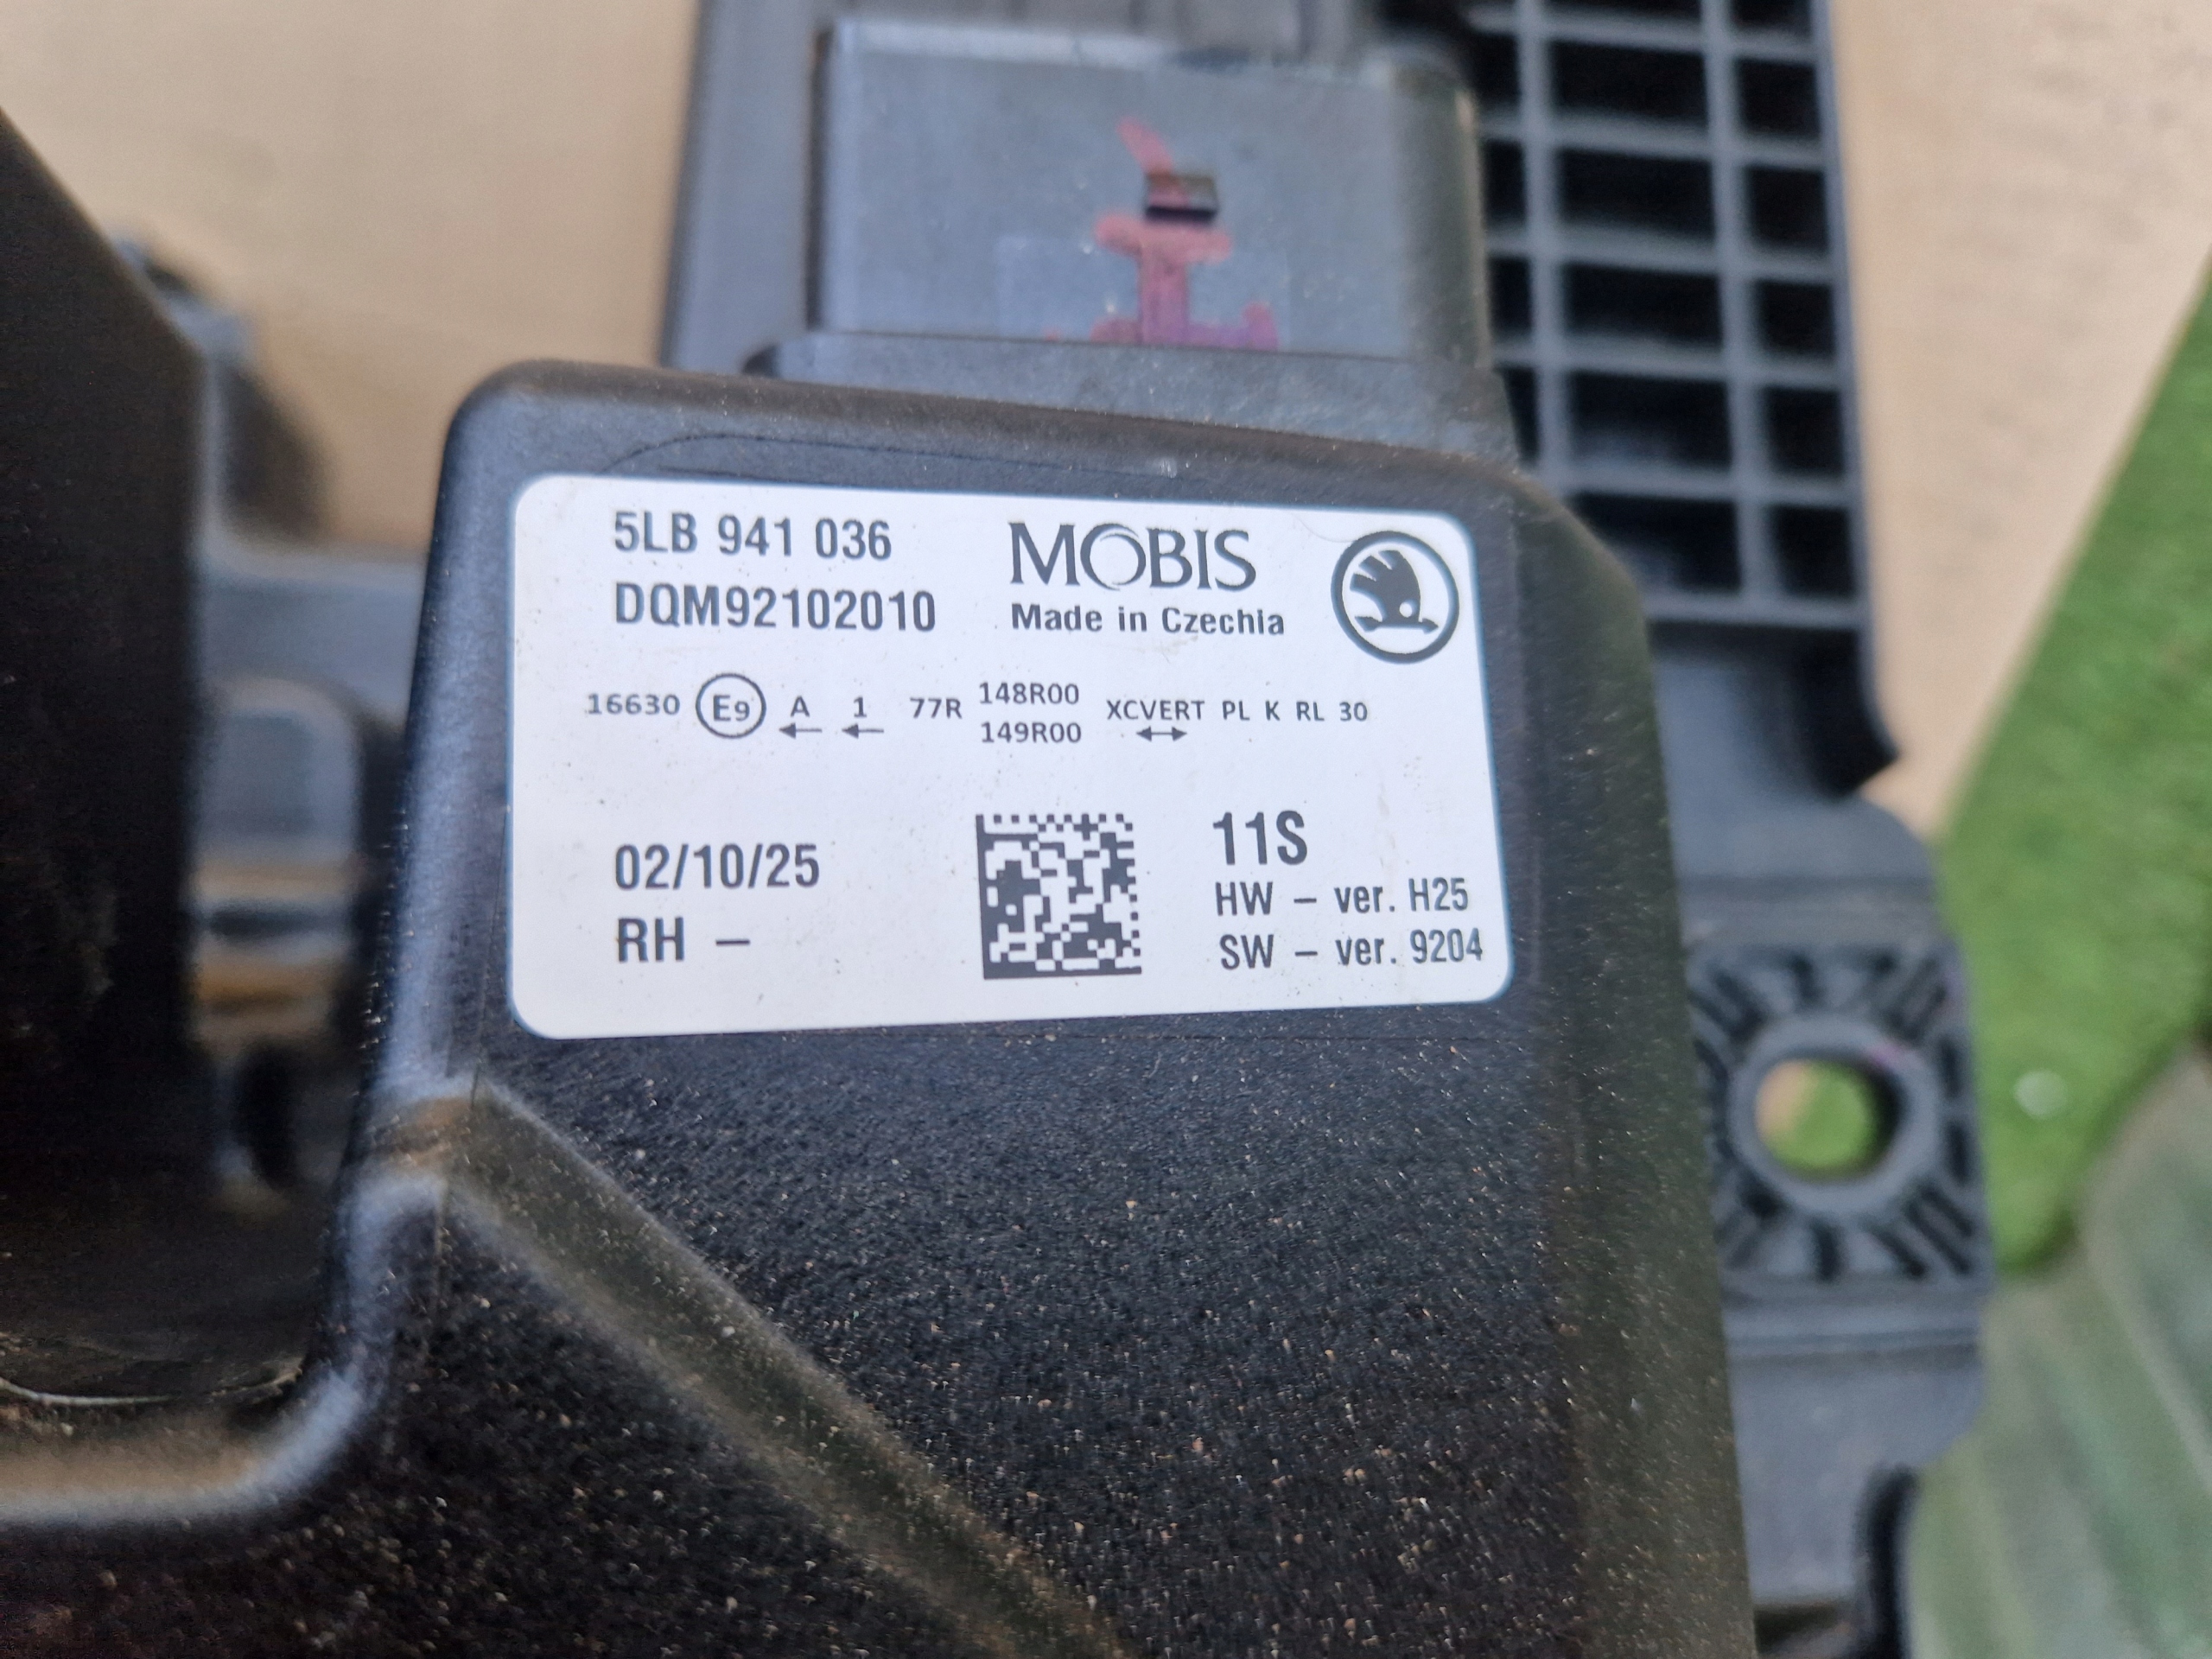 5LB 941 036
DQM92102010
MOBIS
Made in Czechia
16630 E9 A 1 77R 148R00 149R00 XCVERT PL K RL 30
02/10/25
RH –
11S
HW – ver. H25
SW – ver. 9204